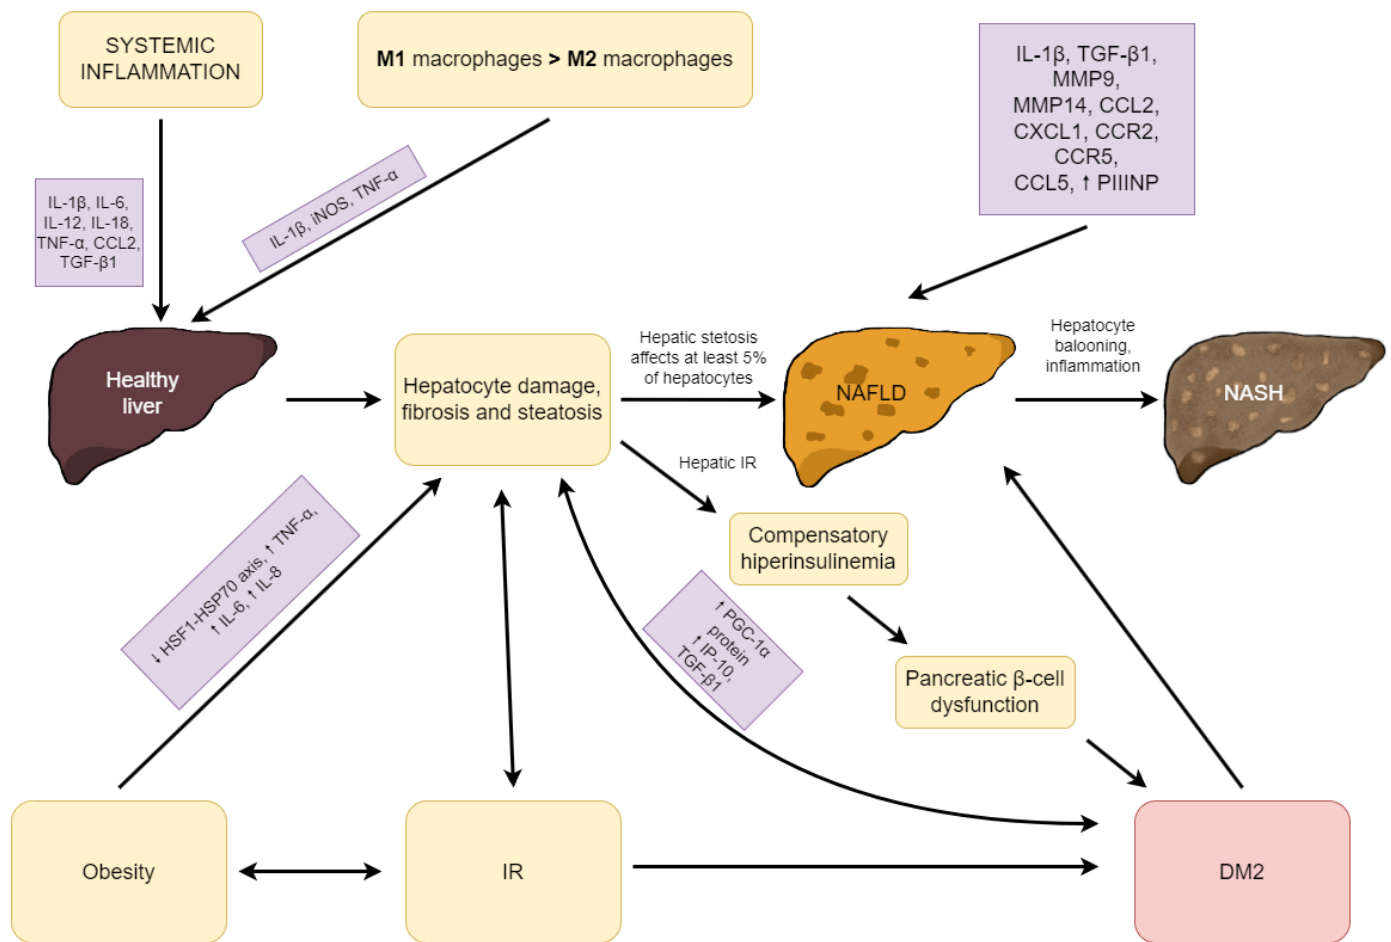 SYSTEMIC
INFLAMMATION
M1 macrophages > M2 macrophages
IL-1β, TGF-β1,
MMP9,
MMP14, CCL2,
CXCL1, CCR2,
CCR5,
CCL5, ↑ PIIINP
IL-1β, IL-6,
IL-12, IL-18,
TNF-α, CCL2,
TGF-β1
IL-1β, iNOS, TNF-α
Healthy
liver
Hepatocyte damage,
fibrosis and steatosis
Hepatic stetosis
affects at least 5%
of hepatocytes
NAFLD
Hepatocyte
balooning,
inflammation
NASH
Hepatic IR
Compensatory
hiperinsulinemia
↓ HSF1-HSP70 axis, ↑ TNF-α,
↑ IL-6, ↑ IL-8
↑ PGC-1α
protein
↑ IP-10,
TGF-β1
Pancreatic β-cell
dysfunction
Obesity
IR
DM2